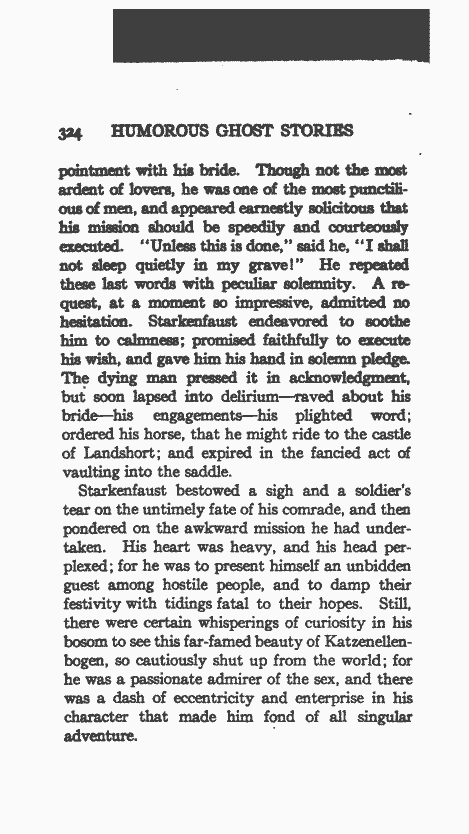 324 HUMOROUS GHOST STORIES
pointment with his bride. Though not the most
ardent of lovers, he was one of the most punctili-
ous of men, and appeared earnestly solicitous that
his mission should be speedily and courteously
executed. “Unless this is done,” said he, “I shall
not sleep quietly in my grave!” He repeated
these last words with peculiar solemnity. A re-
quest, at a moment so impressive, admitted no
hesitation. Starkenfaust endeavored to soothe
him to calmness; promised faithfully to execute
his wish, and gave him his hand in solemn pledge.
The dying man pressed it in acknowledgment,
but soon lapsed into delirium—raved about his
bride—his engagements—his plighted word;
ordered his horse, that he might ride to the castle
of Landshort; and expired in the fancied act of
vaulting into the saddle.
Starkenfaust bestowed a sigh and a soldier’s
tear on the untimely fate of his comrade, and then
pondered on the awkward mission he had under-
taken. His heart was heavy, and his head per-
plexed; for he was to present himself an unbidden
guest among hostile people, and to damp their
festivity with tidings fatal to their hopes. Still,
there were certain whisperings of curiosity in his
bosom to see this far-famed beauty of Katzenellen-
bogen, so cautiously shut up from the world; for
he was a passionate admirer of the sex, and there
was a dash of eccentricity and enterprise in his
character that made him fond of all singular
adventure.